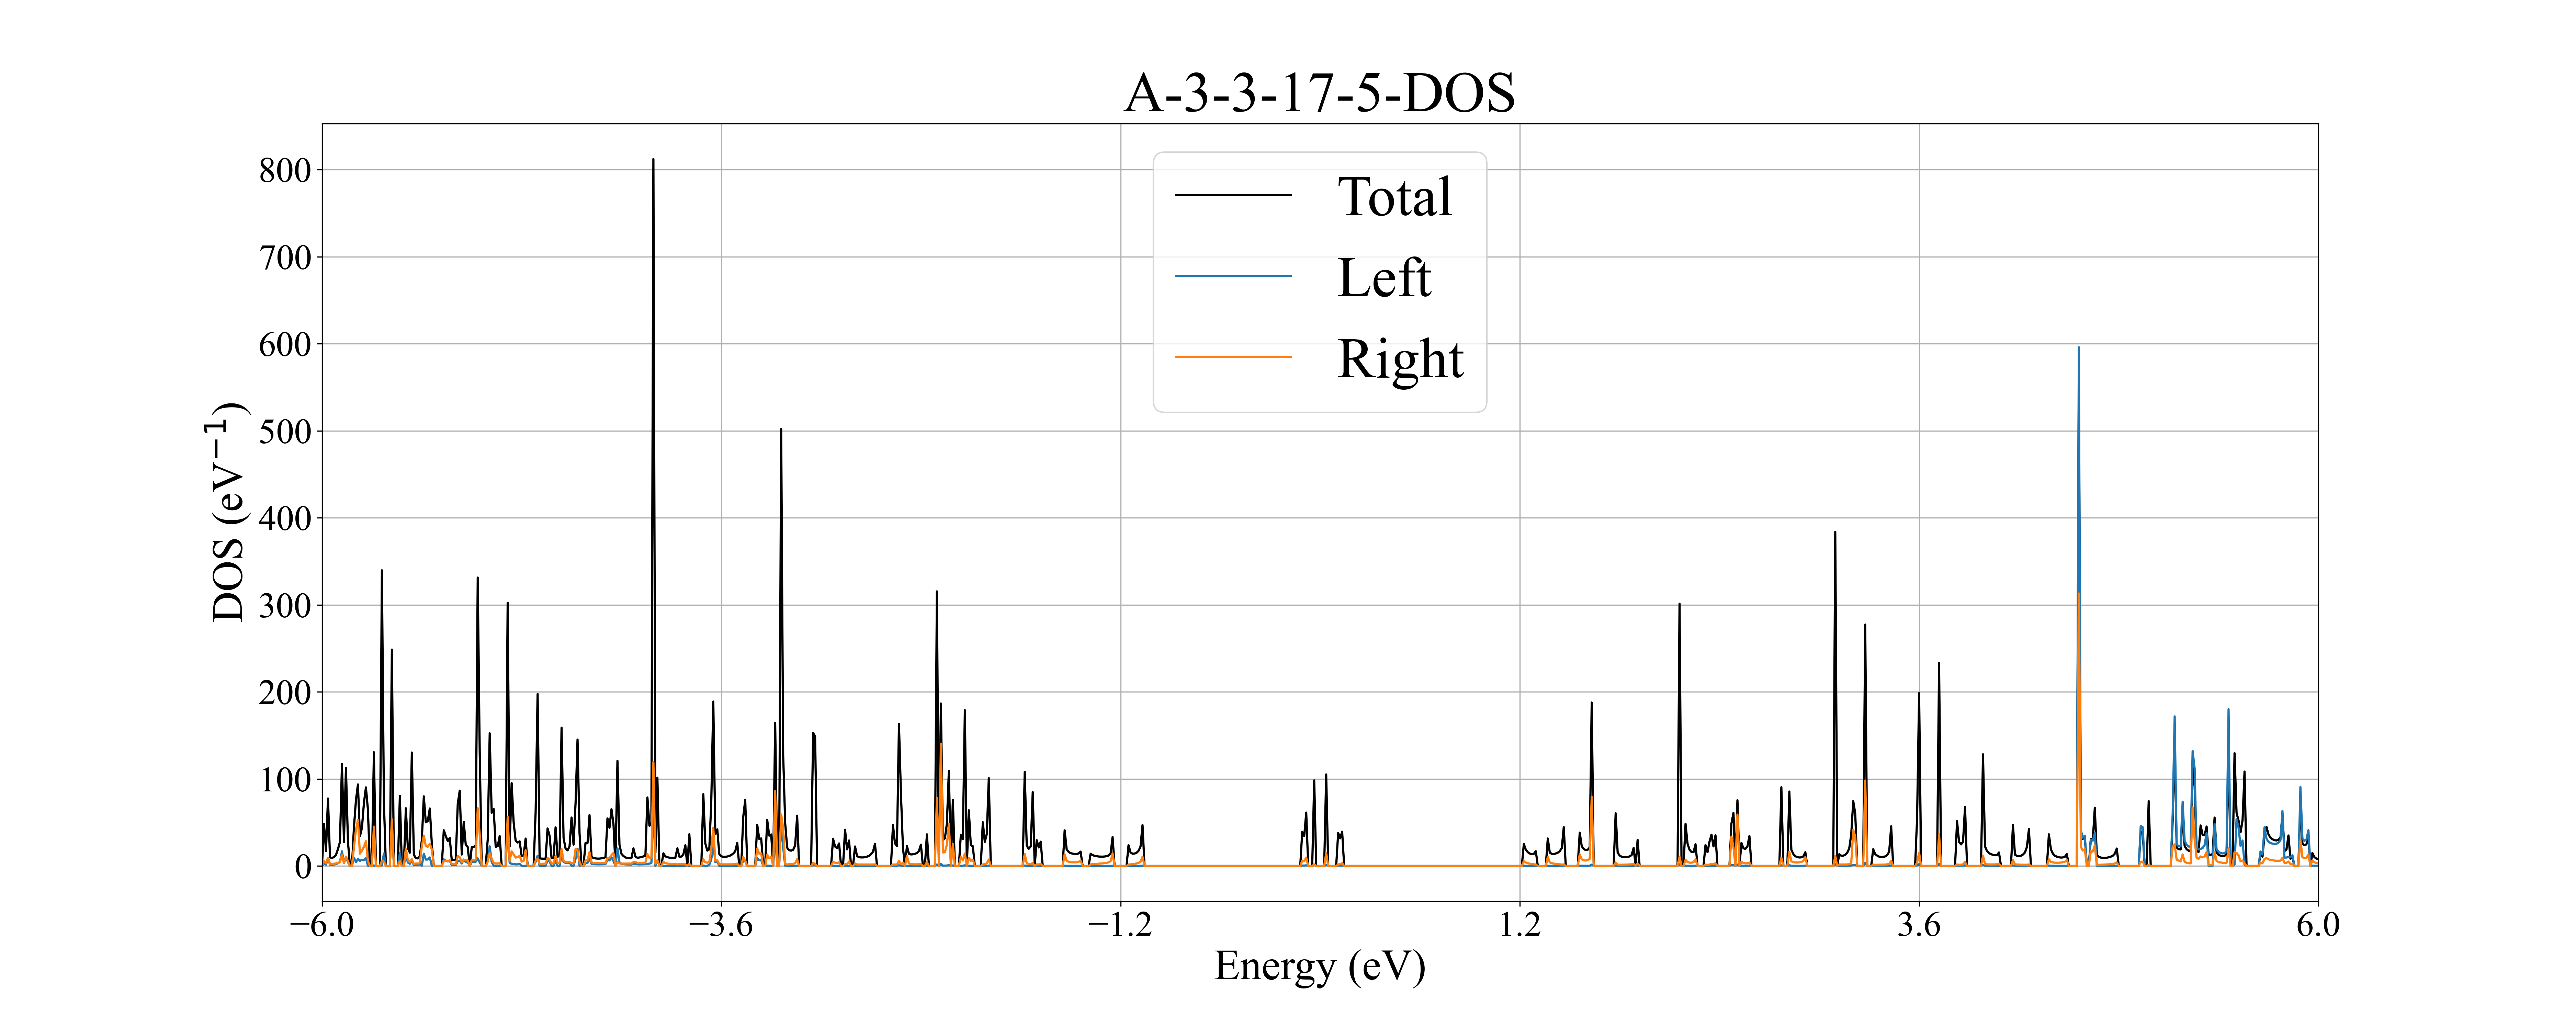 A-3-3-17-5-DOS
Total
Left
Right
DOS (eV⁻¹)
800
700
600
500
400
300
200
100
0
−6.0 −3.6 −1.2 1.2 3.6 6.0
Energy (eV)